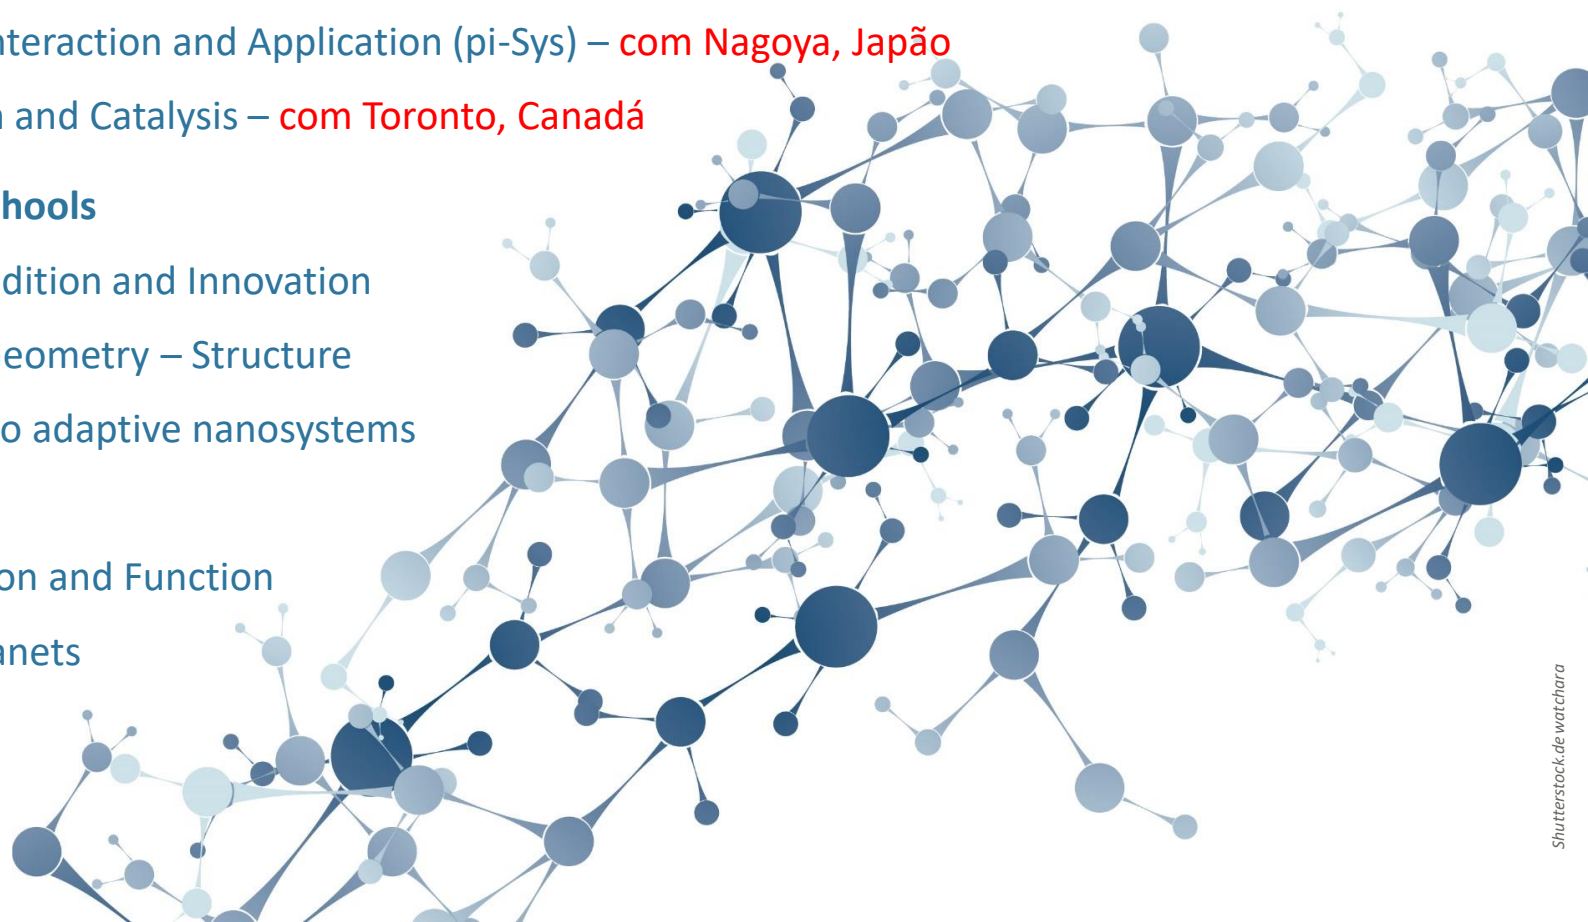 nteraction and Application (pi-Sys) – com Nagoya, Japão
and Catalysis – com Toronto, Canadá
hools
dition and Innovation
eometry – Structure
o adaptive nanosystems
on and Function
anets
Shutterstock.de watchara